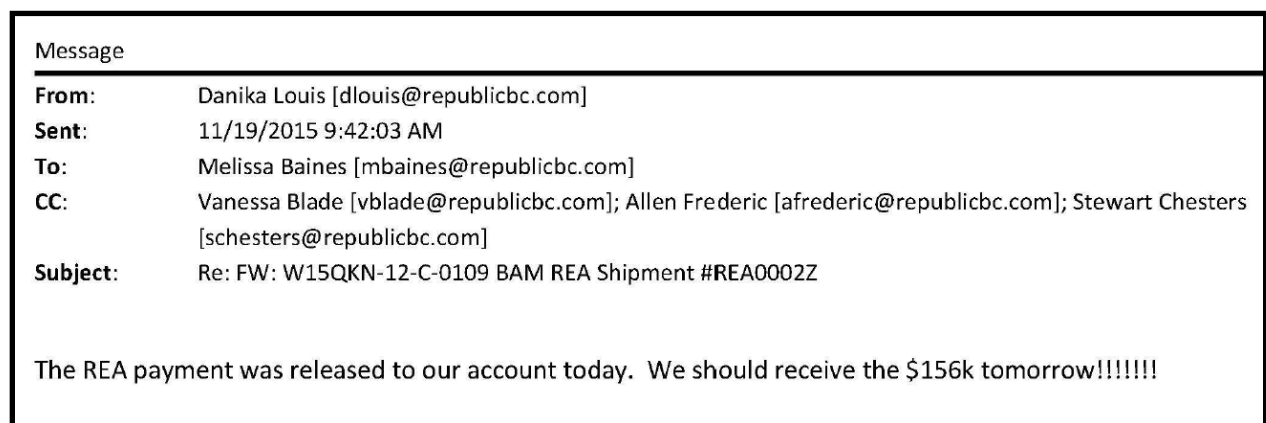 Message
From: Danika Louis [dlouis@republicbc.com]
Sent: 11/19/2015 9:42:03 AM
To: Melissa Baines [mbaines@republicbc.com]
CC: Vanessa Blade [vblade@republicbc.com]; Allen Frederic [afrederic@republicbc.com]; Stewart Chesters
[schesters@republicbc.com]
Subject: Re: FW: W15QKN-12-C-0109 BAM REA Shipment #REA0002Z
The REA payment was released to our account today. We should receive the $156k tomorrow!!!!!!!